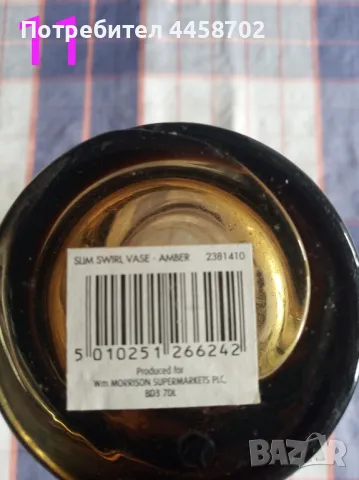 Потребител 4458702
11
SLIM SWIRL VASE - AMBER 2381410
5 010251 266242
Produced for
Wm MORRISON SUPERMARKETS PLC,
BD3 7DL
BAZAR